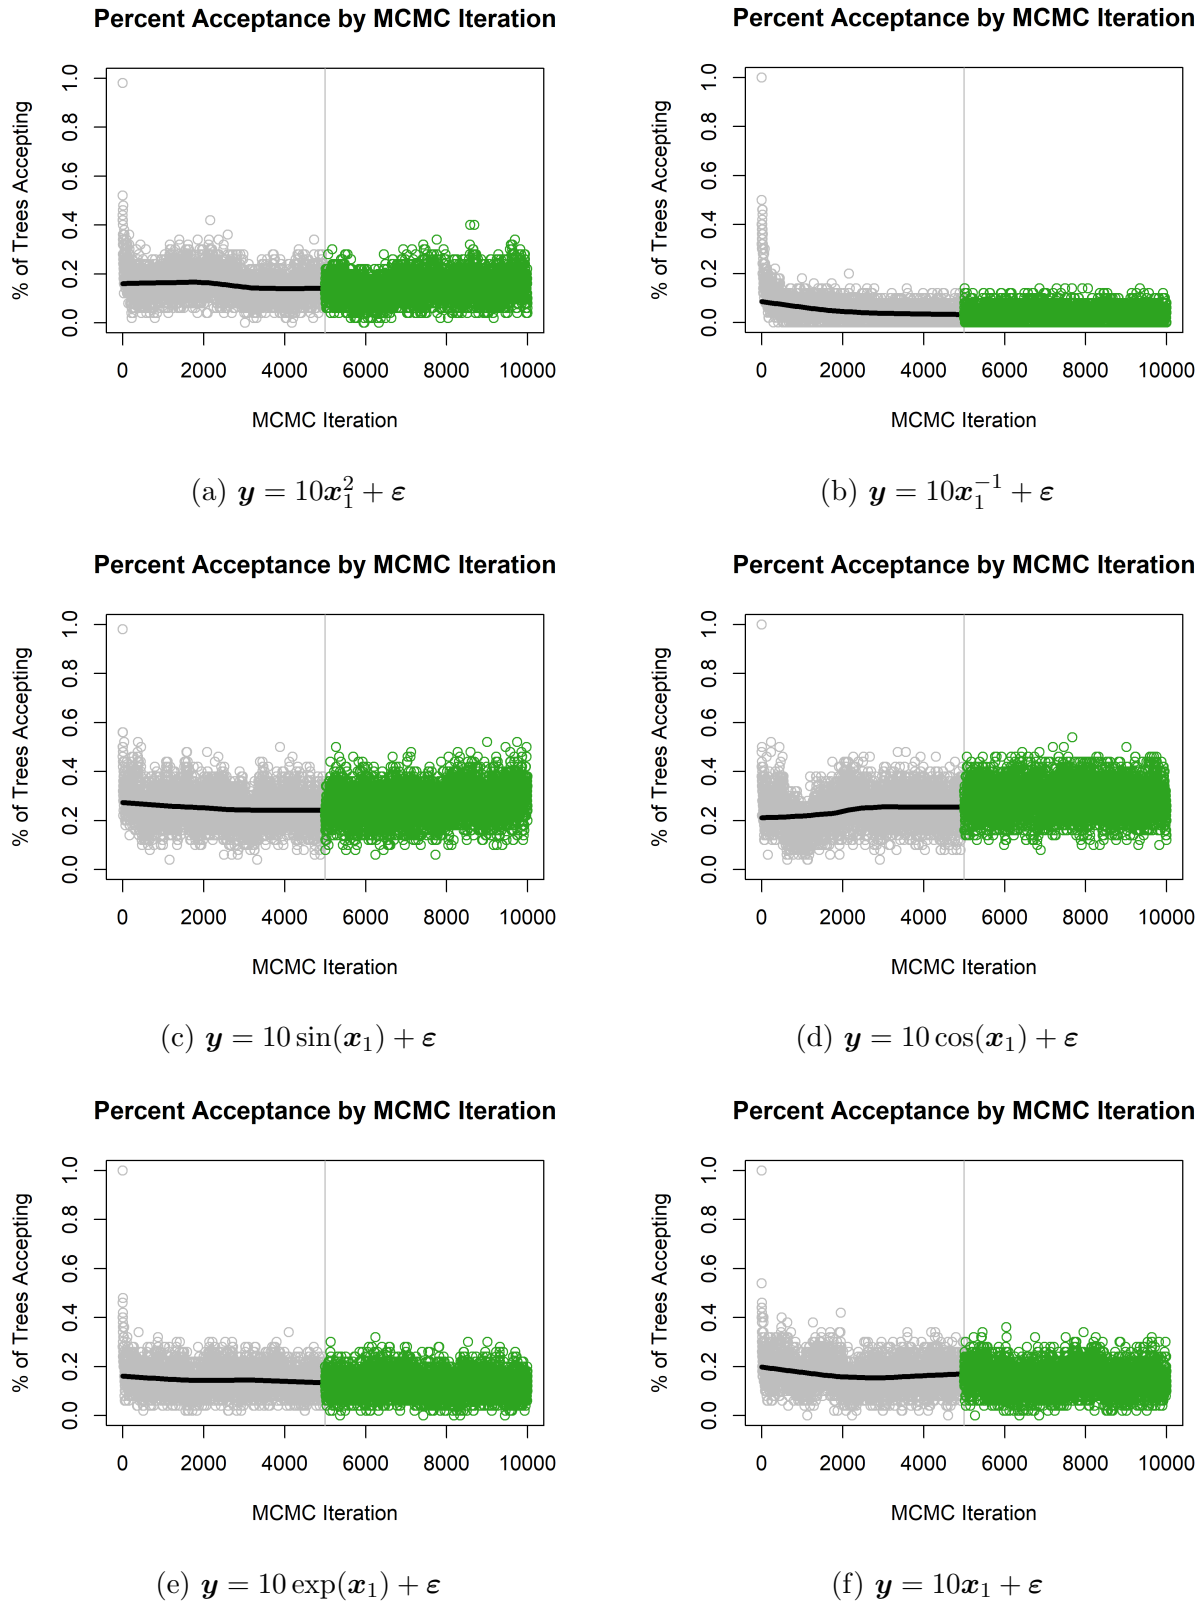 Percent Acceptance by MCMC Iteration
% of Trees Accepting
0.0 0.2 0.4 0.6 0.8 1.0
0 2000 4000 6000 8000 10000
MCMC Iteration
(a) y = 10x₁² + ε
Percent Acceptance by MCMC Iteration
% of Trees Accepting
0.0 0.2 0.4 0.6 0.8 1.0
0 2000 4000 6000 8000 10000
MCMC Iteration
(b) y = 10x₁⁻¹ + ε
Percent Acceptance by MCMC Iteration
% of Trees Accepting
0.0 0.2 0.4 0.6 0.8 1.0
0 2000 4000 6000 8000 10000
MCMC Iteration
(c) y = 10 sin(x₁) + ε
Percent Acceptance by MCMC Iteration
% of Trees Accepting
0.0 0.2 0.4 0.6 0.8 1.0
0 2000 4000 6000 8000 10000
MCMC Iteration
(d) y = 10 cos(x₁) + ε
Percent Acceptance by MCMC Iteration
% of Trees Accepting
0.0 0.2 0.4 0.6 0.8 1.0
0 2000 4000 6000 8000 10000
MCMC Iteration
(e) y = 10 exp(x₁) + ε
Percent Acceptance by MCMC Iteration
% of Trees Accepting
0.0 0.2 0.4 0.6 0.8 1.0
0 2000 4000 6000 8000 10000
MCMC Iteration
(f) y = 10x₁ + ε